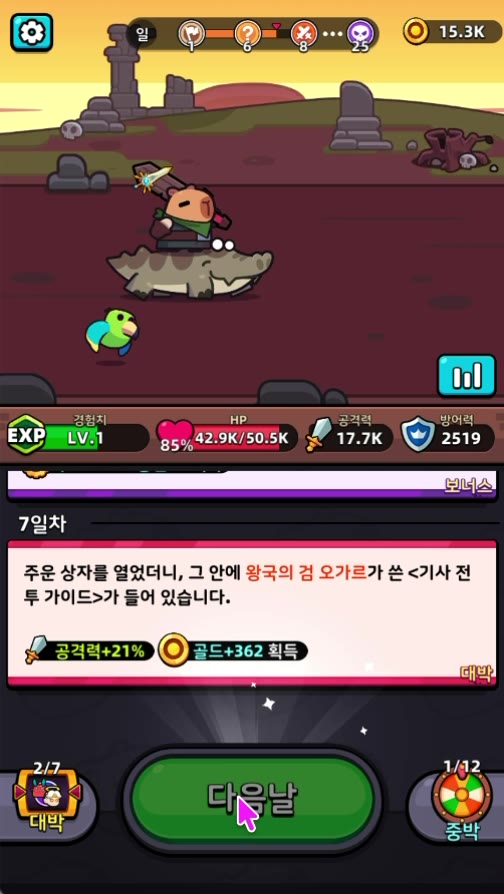 일
1 6 8 25
15.3K
경험치 HP 공격력 방어력
EXP LV.1 85% 42.9K/50.5K 17.7K 2519
보너스
7일차
주운 상자를 열었더니, 그 안에 왕국의 검 오가르가 쓴 <기사 전
투 가이드>가 들어 있습니다.
공격력+21% 골드+362 획득
대박
2/7 1/12
다음날
대박 중박